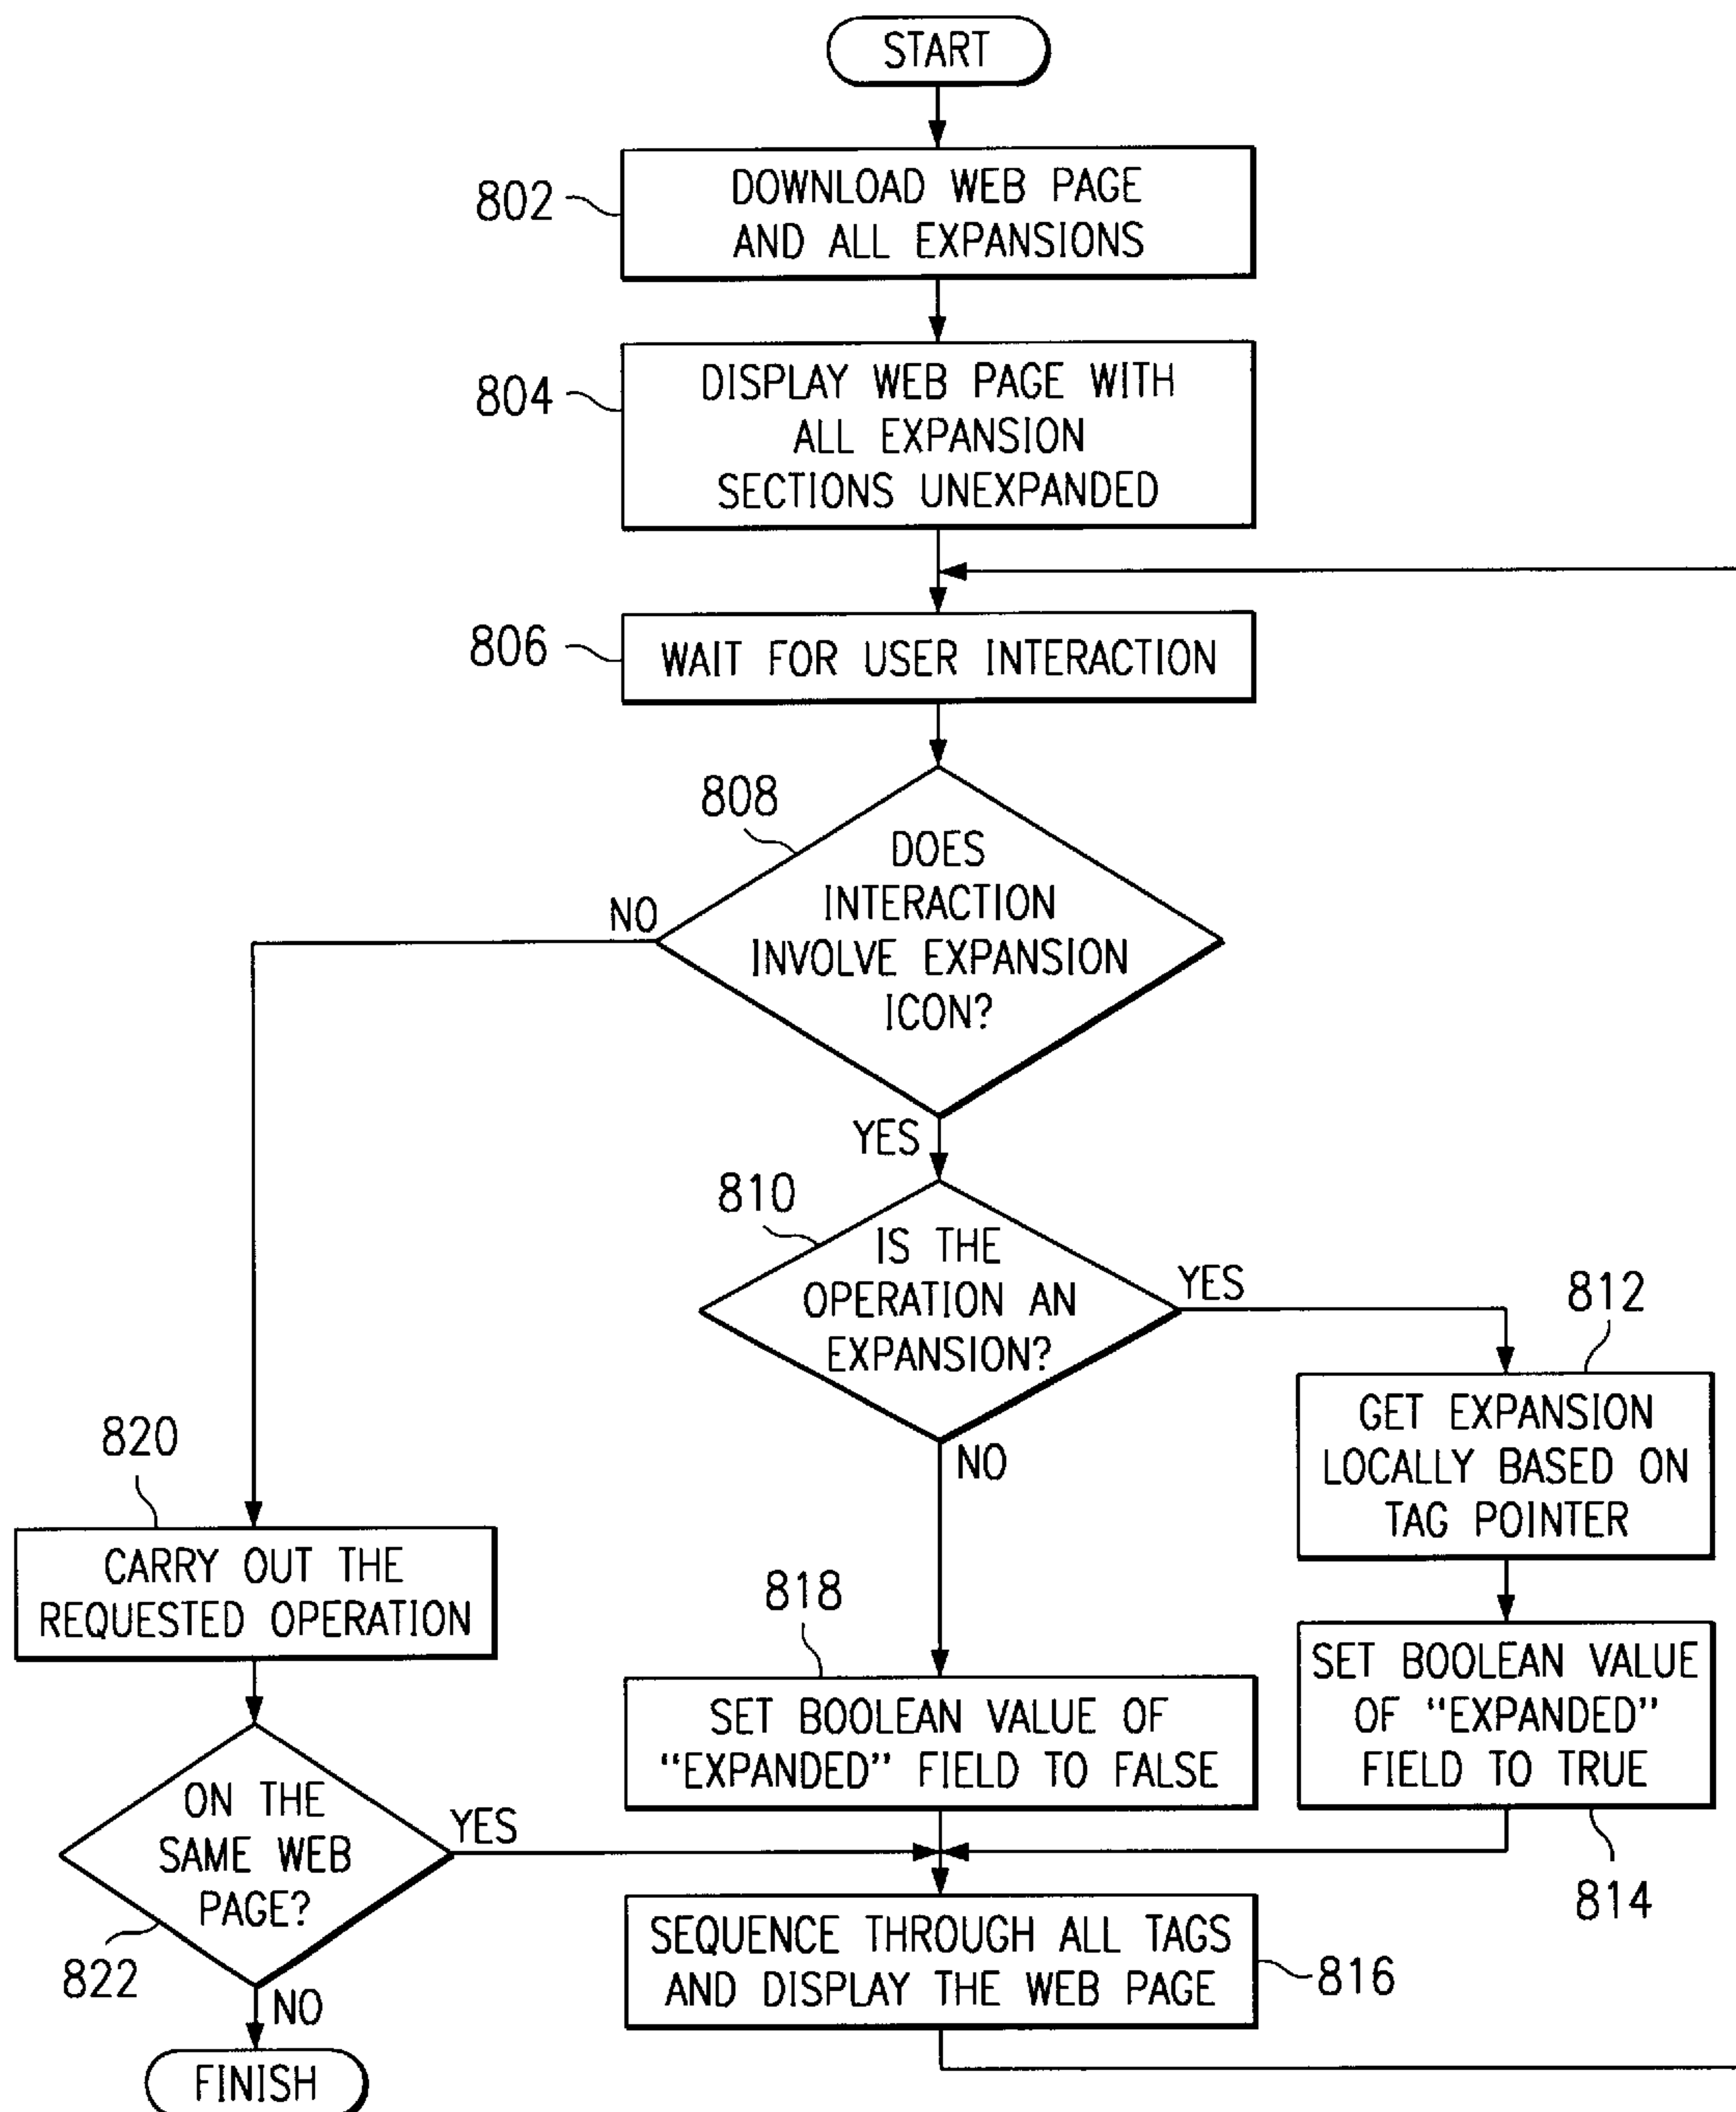 START
802
DOWNLOAD WEB PAGE
AND ALL EXPANSIONS
804
DISPLAY WEB PAGE WITH
ALL EXPANSION
SECTIONS UNEXPANDED
806
WAIT FOR USER INTERACTION
808
DOES
INTERACTION
INVOLVE EXPANSION
ICON?
NO
YES
810
IS THE
OPERATION AN
EXPANSION?
YES
NO
812
GET EXPANSION
LOCALLY BASED ON
TAG POINTER
820
CARRY OUT THE
REQUESTED OPERATION
818
SET BOOLEAN VALUE OF
"EXPANDED" FIELD TO FALSE
SET BOOLEAN VALUE
OF "EXPANDED"
FIELD TO TRUE
814
ON THE
SAME WEB
PAGE?
YES
822
NO
SEQUENCE THROUGH ALL TAGS
AND DISPLAY THE WEB PAGE
816
FINISH